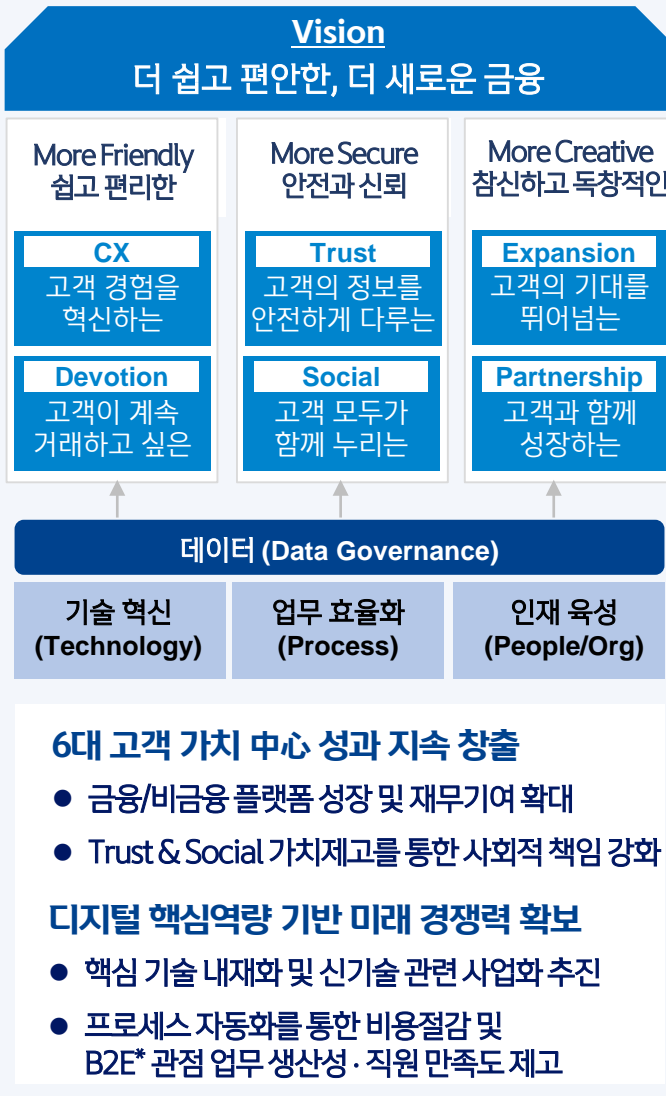 Vision
더 쉽고 편안한, 더 새로운 금융
More Friendly
쉽고 편리한
CX
고객 경험을
혁신하는
Devotion
고객이 계속
거래하고 싶은
More Secure
안전과 신뢰
Trust
고객의 정보를
안전하게 다루는
Social
고객 모두가
함께 누리는
More Creative
참신하고 독창적인
Expansion
고객의 기대를
뛰어넘는
Partnership
고객과 함께
성장하는
데이터 (Data Governance)
기술 혁신
(Technology)
업무 효율화
(Process)
인재 육성
(People/Org)
6대 고객 가치 中心 성과 지속 창출
● 금융/비금융 플랫폼 성장 및 재무기여 확대
● Trust & Social 가치제고를 통한 사회적 책임 강화
디지털 핵심역량 기반 미래 경쟁력 확보
● 핵심 기술 내재화 및 신기술 관련 사업화 추진
● 프로세스 자동화를 통한 비용절감 및
B2E* 관점 업무 생산성 · 직원 만족도 제고